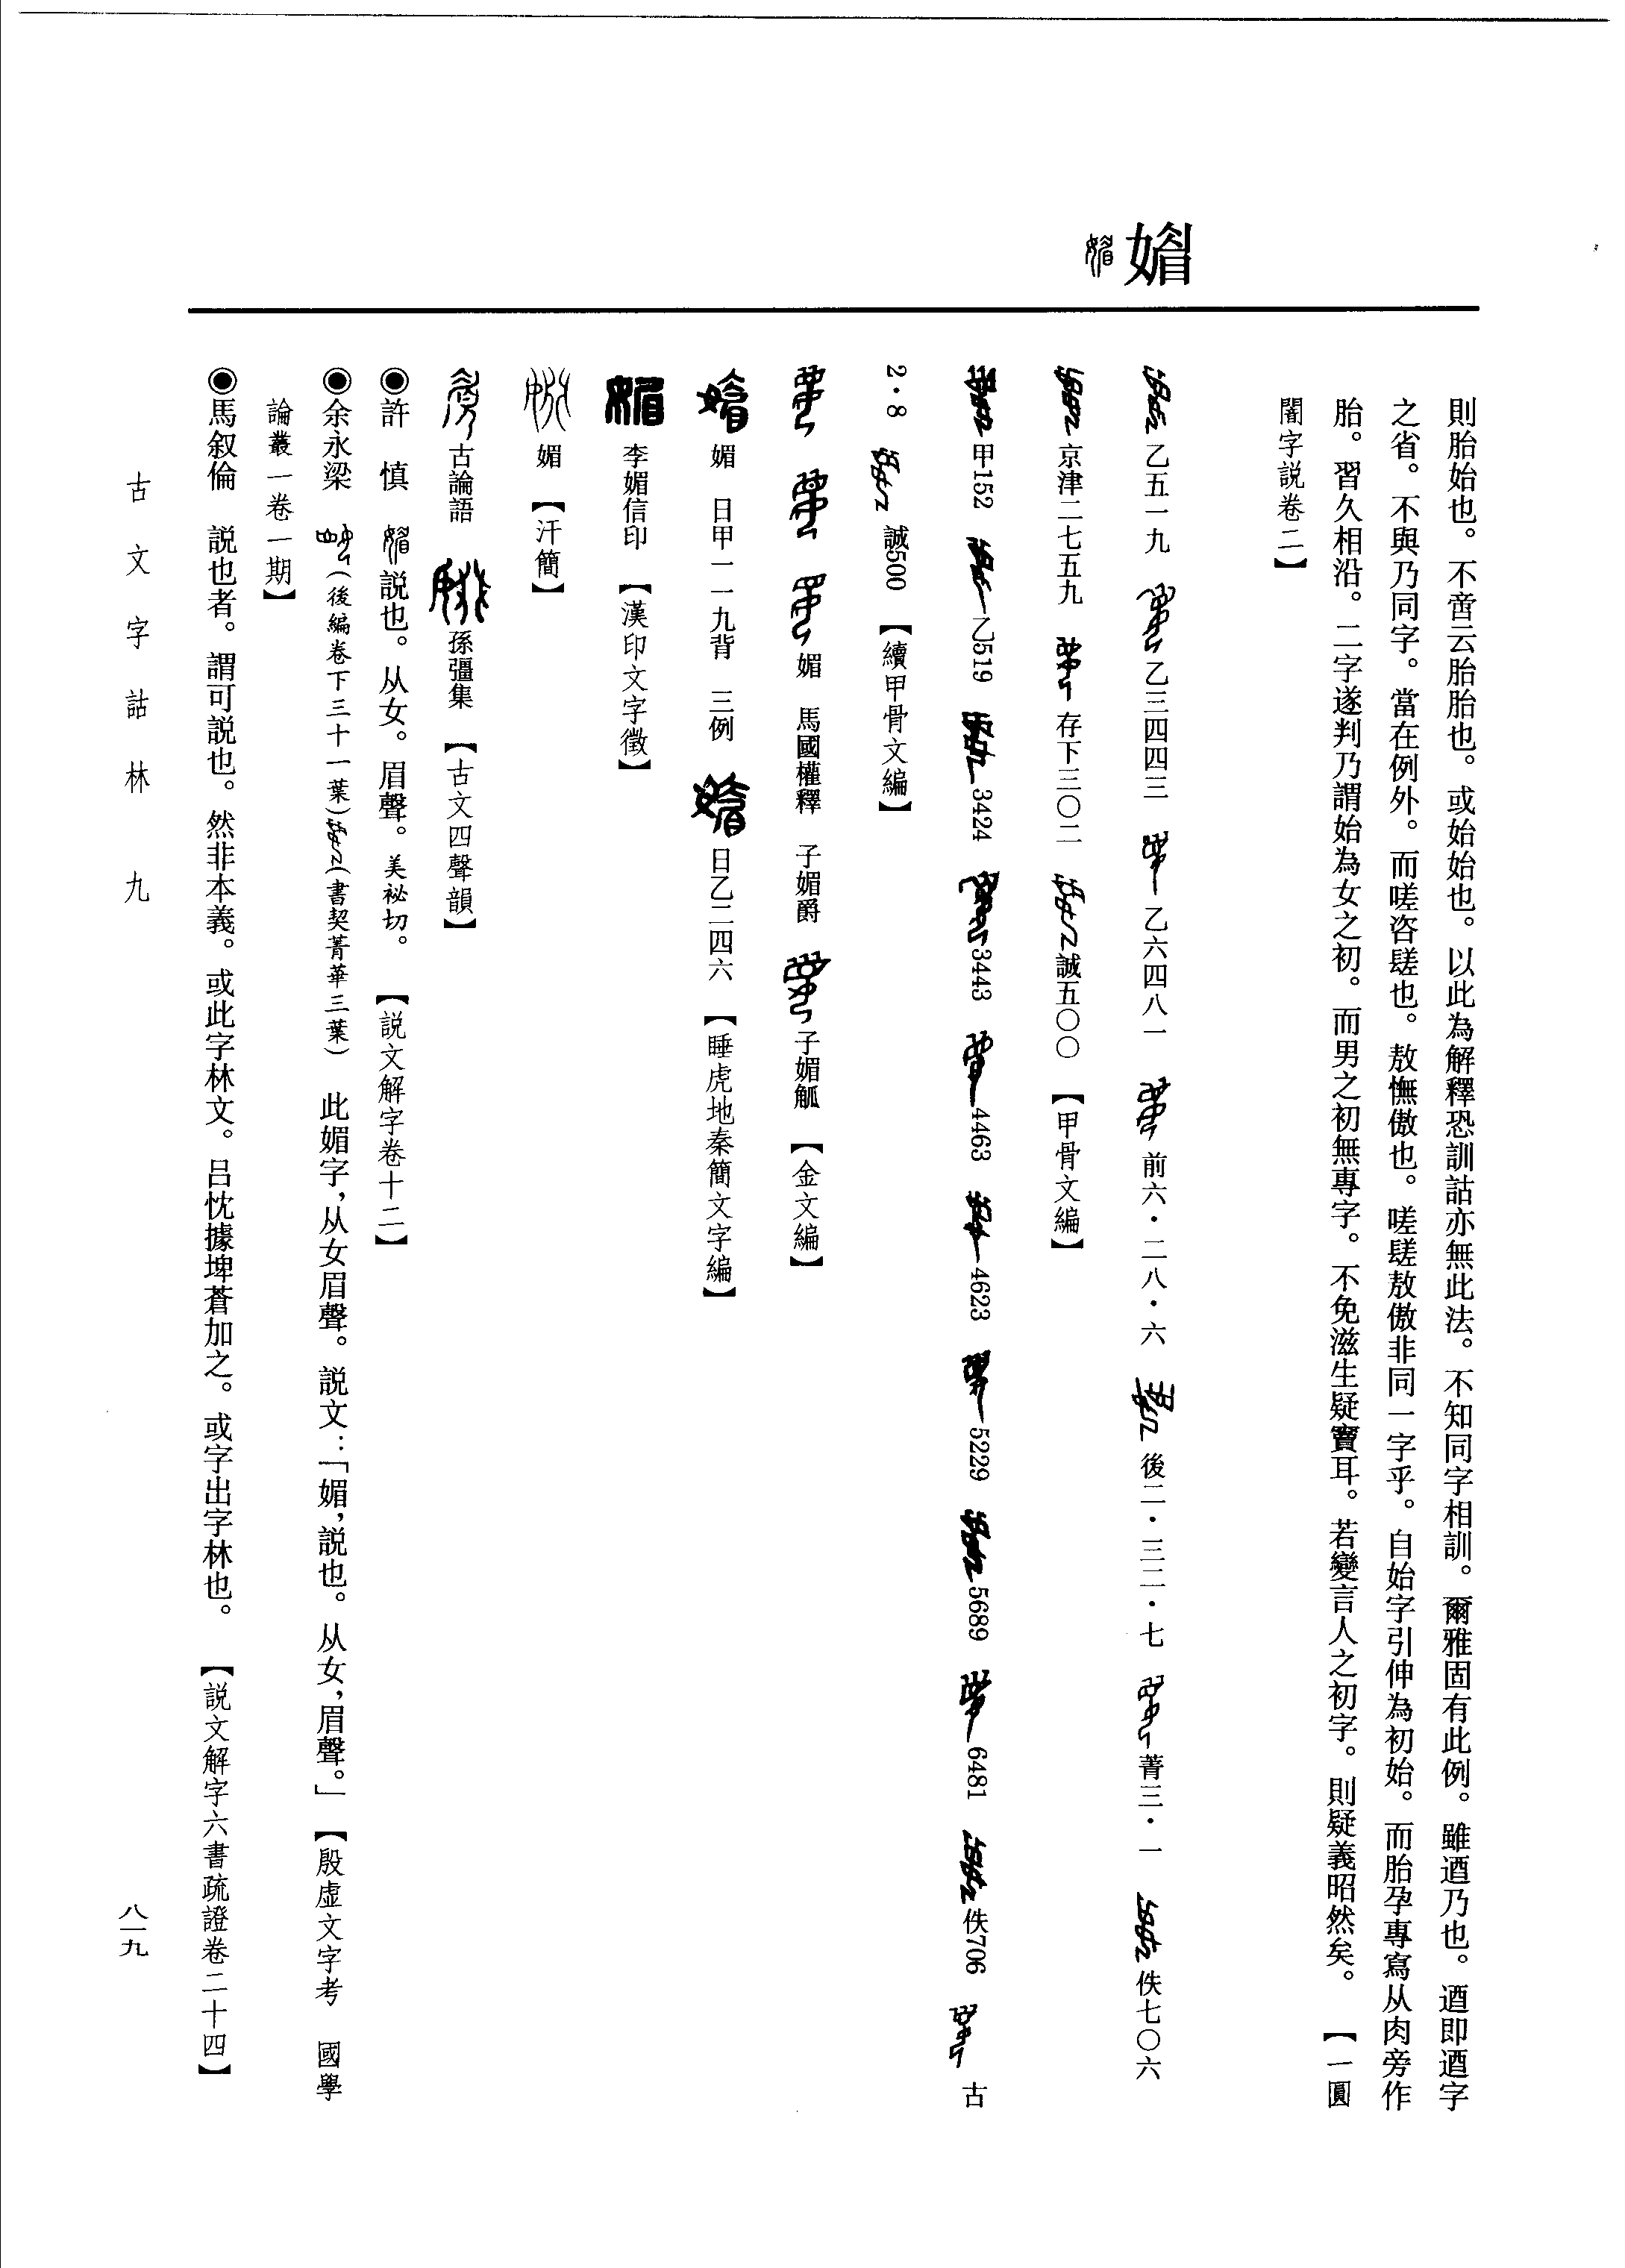 媚
則胎始也。不啻云胎胎也。或始始也。以此為解釋恐訓詁亦無此法。不知同字相訓。爾雅固有此例。雖迺乃也。迺即迺字
之省。不與乃同字。當在例外。而嗟咨䟃也。敖憮傲也。嗟䟃敖傲非同一字乎。自始字引伸為初始。而胎孕專寫从肉旁作
胎。習久相沿。二字遂判乃謂始為女之初。而男之初無專字。不免滋生疑竇耳。若變言人之初字。則疑義昭然矣。 【一圓
闇字説卷二】
乙五一九 乙三四四三 乙六四八一 前六・二八・六 後二・三二・七 菁三・一 佚七〇六
京津二七五九 存下三〇二 誠五〇〇 【甲骨文編】
甲152 乙519 3424 3443 4463 4623 5229 5689 6481 佚706 古
2・8 誠500 【續甲骨文編】
媚 馬國權釋 子媚爵 子媚觚 【金文編】
媚 日甲一一九背 三例 日乙二四六 【睡虎地秦簡文字編】
李媚信印 【漢印文字徵】
媚 【汗簡】
古論語 孫彊集 【古文四聲韻】
◉許 慎 説也。从女。眉聲。美祕切。 【説文解字卷十二】
◉余永梁 (後編卷下三十一葉) (書契菁華三葉) 此媚字,从女眉聲。説文:「媚,説也。从女,眉聲。」 【殷虛文字考 國學
論叢一卷一期】
◉馬叙倫 説也者。謂可説也。然非本義。或此字林文。呂忱據埤蒼加之。或字出字林也。 【説文解字六書疏證卷二十四】
古文字詁林 九
八一九